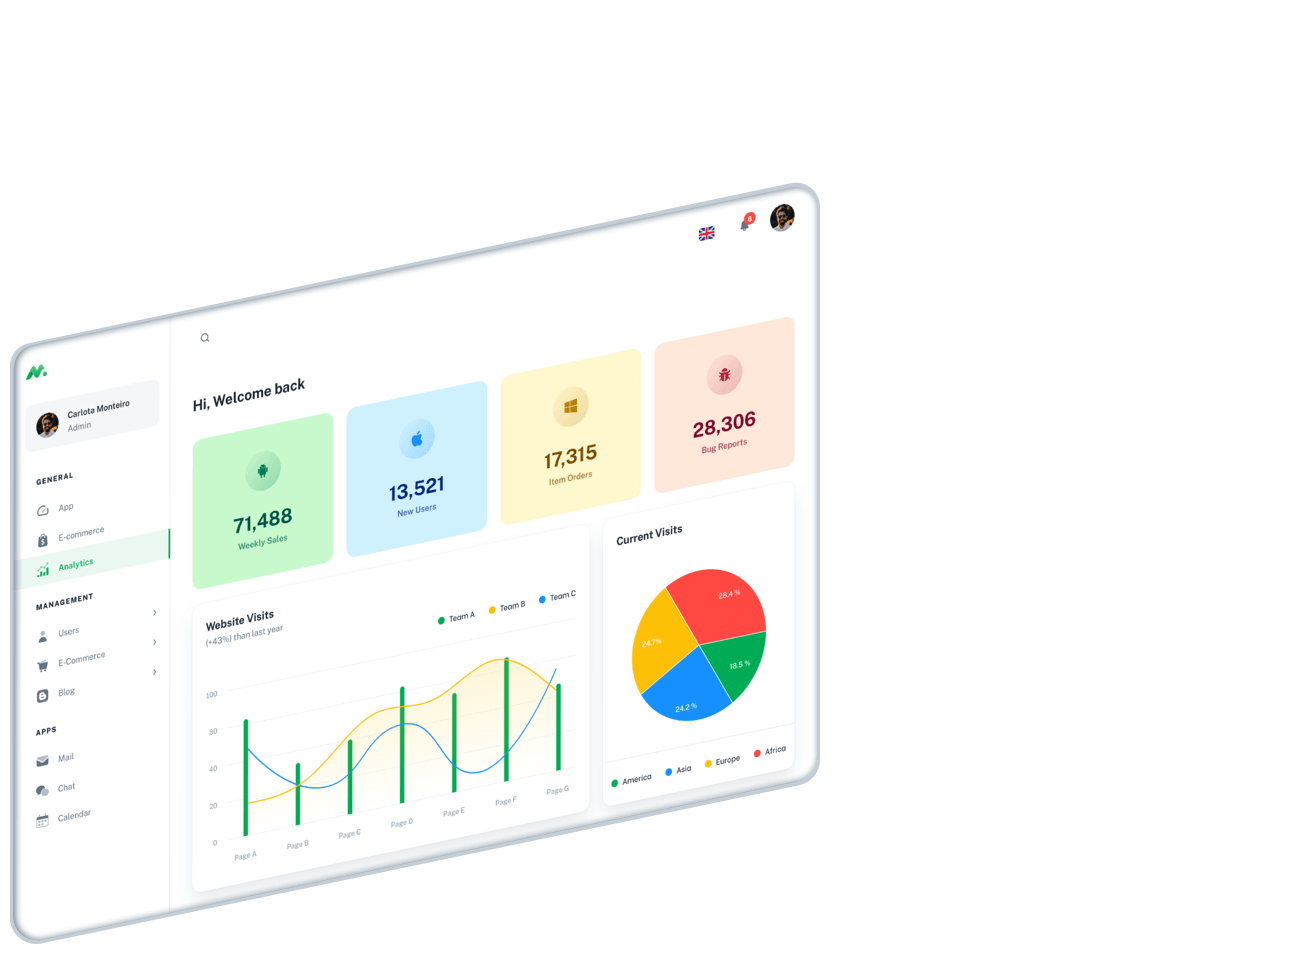 8
Carlota Monteiro
Admin
GENERAL
App
E-commerce
Analytics
MANAGEMENT
Users
E-Commerce
Blog
APPS
Mail
Chat
Calendar
Hi, Welcome back
71,488
Weekly Sales
13,521
New Users
17,315
Item Orders
28,306
Bug Reports
Website Visits
(+43%) than last year
Team A
Team B
Team C
100
80
40
20
0
Page A
Page B
Page C
Page D
Page E
Page F
Page G
Current Visits
28.4 %
24.7%
18.5 %
24.2 %
America
Asia
Europe
Africa